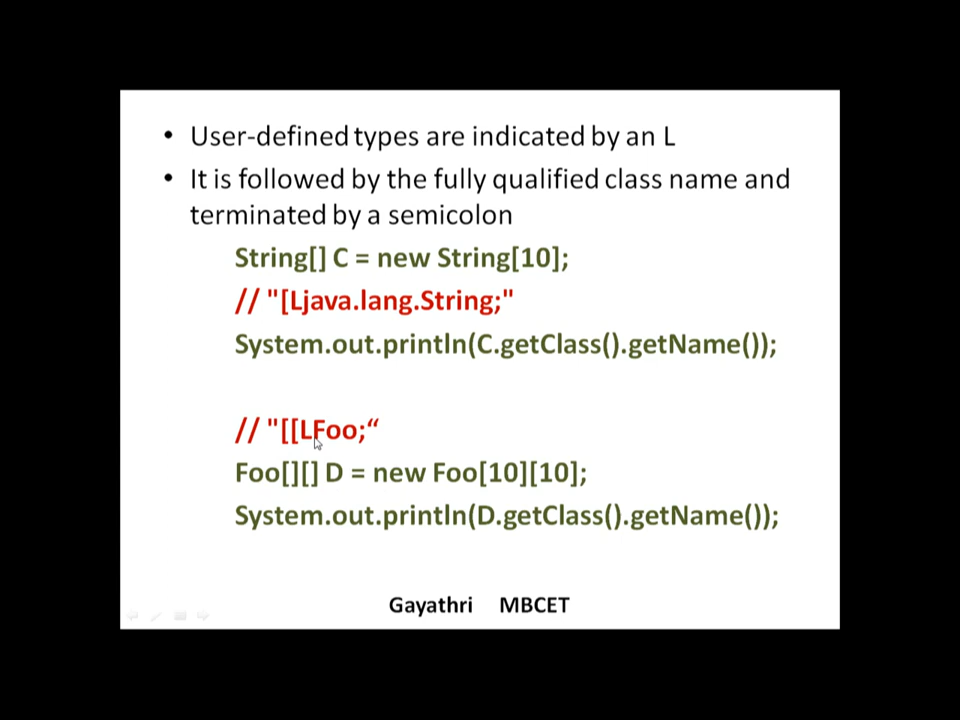 • User-defined types are indicated by an L
• It is followed by the fully qualified class name and
terminated by a semicolon
String[] C = new String[10];
// "[Ljava.lang.String;"
System.out.println(C.getClass().getName());
// "[[LFoo;“
Foo[][] D = new Foo[10][10];
System.out.println(D.getClass().getName());
Gayathri MBCET